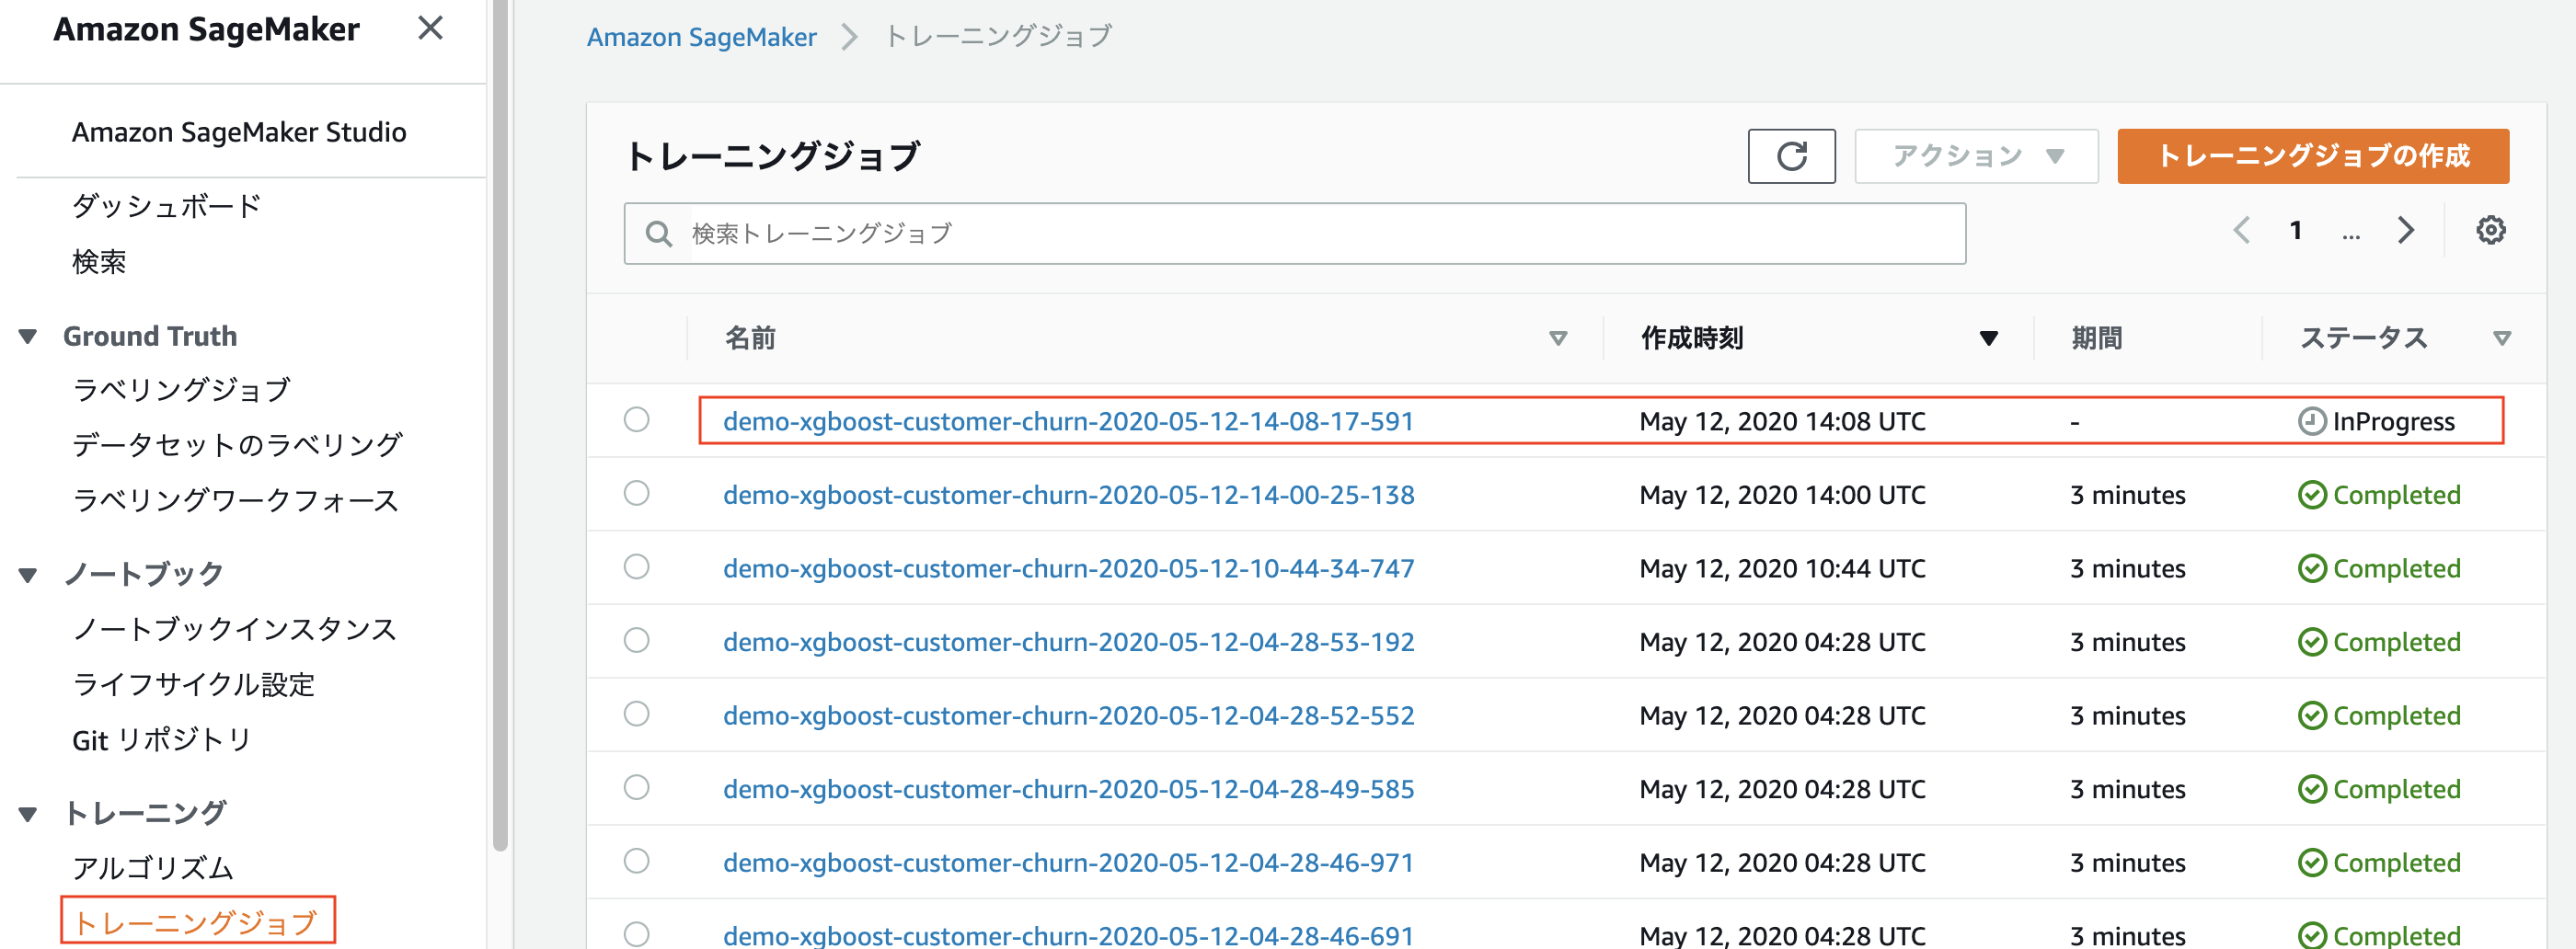 Amazon SageMaker
Amazon SageMaker Studio
ダッシュボード
検索
Ground Truth
ラベリングジョブ
データセットのラベリング
ラベリングワークフォース
ノートブック
ノートブックインスタンス
ライフサイクル設定
Git リポジトリ
トレーニング
アルゴリズム
トレーニングジョブ
Amazon SageMaker トレーニングジョブ
トレーニングジョブ アクション トレーニングジョブの作成
検索トレーニングジョブ 1 ...
名前 作成時刻 期間 ステータス
demo-xgboost-customer-churn-2020-05-12-14-08-17-591 May 12, 2020 14:08 UTC - InProgress
demo-xgboost-customer-churn-2020-05-12-14-00-25-138 May 12, 2020 14:00 UTC 3 minutes Completed
demo-xgboost-customer-churn-2020-05-12-10-44-34-747 May 12, 2020 10:44 UTC 3 minutes Completed
demo-xgboost-customer-churn-2020-05-12-04-28-53-192 May 12, 2020 04:28 UTC 3 minutes Completed
demo-xgboost-customer-churn-2020-05-12-04-28-52-552 May 12, 2020 04:28 UTC 3 minutes Completed
demo-xgboost-customer-churn-2020-05-12-04-28-49-585 May 12, 2020 04:28 UTC 3 minutes Completed
demo-xgboost-customer-churn-2020-05-12-04-28-46-971 May 12, 2020 04:28 UTC 3 minutes Completed
demo-xgboost-customer-churn-2020-05-12-04-28-46-691 May 12, 2020 04:28 UTC 3 minutes Completed